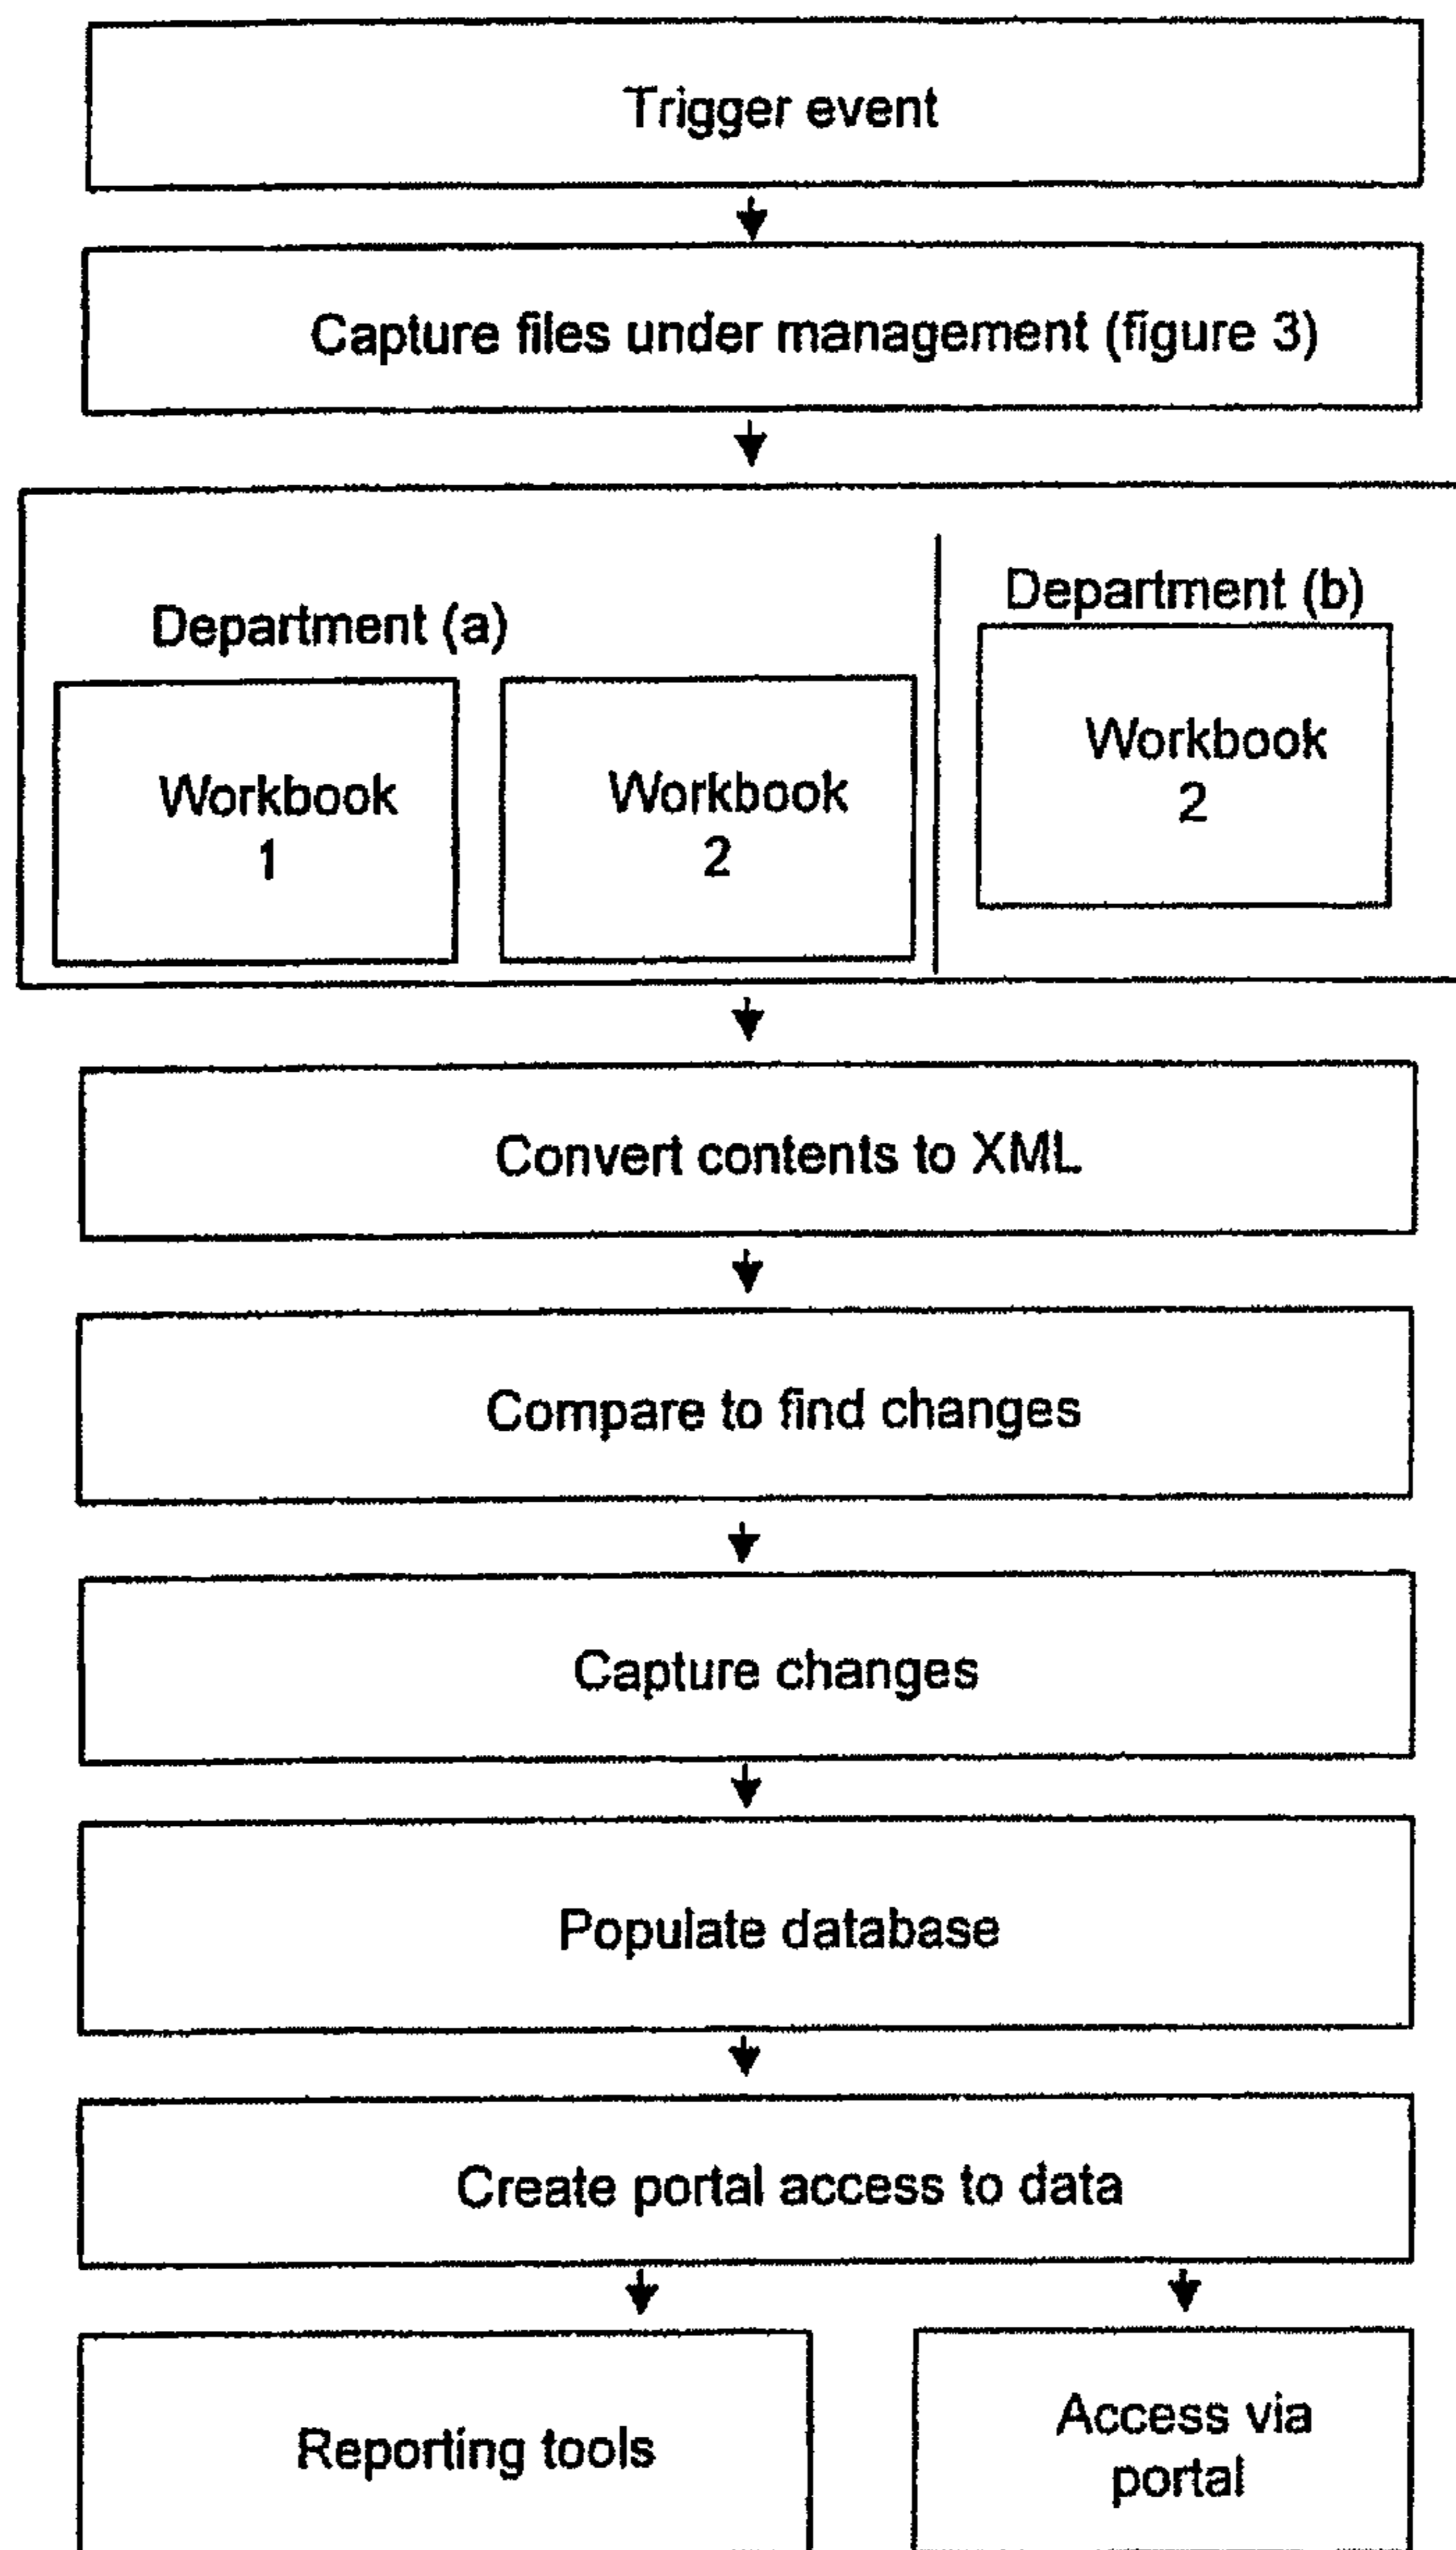 Trigger event
Capture files under management (figure 3)
Department (a)
Department (b)
Workbook
1
Workbook
2
Workbook
2
Convert contents to XML
Compare to find changes
Capture changes
Populate database
Create portal access to data
Reporting tools
Access via
portal